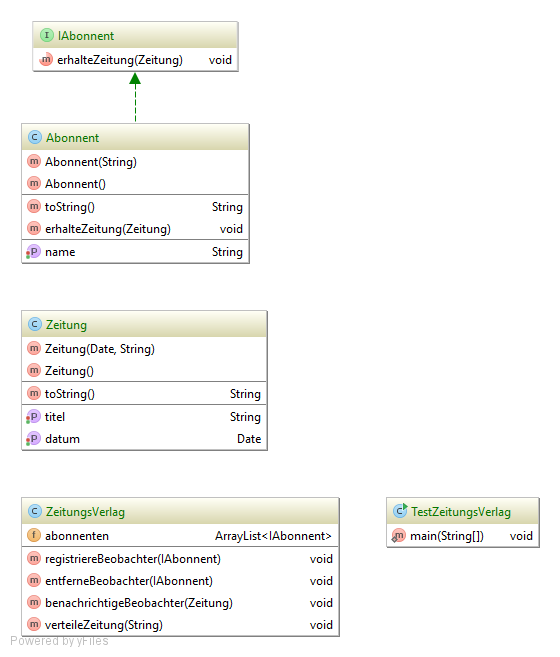 I IAbonnent
m erhalteZeitung(Zeitung) void
C Abonnent
m Abonnent(String)
m Abonnent()
m toString() String
m erhalteZeitung(Zeitung) void
P name String
C Zeitung
m Zeitung(Date, String)
m Zeitung()
m toString() String
P titel String
P datum Date
C ZeitungsVerlag
f abonnenten ArrayList<IAbonnent>
m registriereBeobachter(IAbonnent) void
m entferneBeobachter(IAbonnent) void
m benachrichtigeBeobachter(Zeitung) void
m verteileZeitung(String) void
C TestZeitungsVerlag
m main(String[]) void
Powered by yFiles